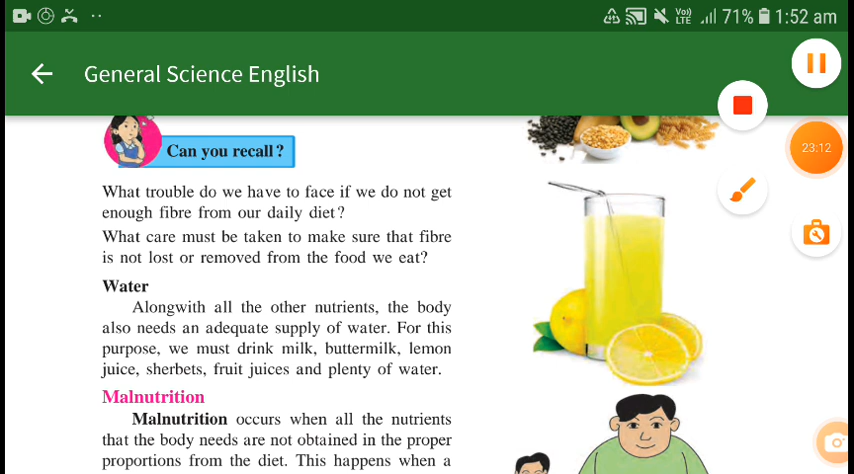 Vo))
LTE
71%
1:52 am
General Science English
23:12
Can you recall?
What trouble do we have to face if we do not get
enough fibre from our daily diet?
What care must be taken to make sure that fibre
is not lost or removed from the food we eat?
Water
Alongwith all the other nutrients, the body
also needs an adequate supply of water. For this
purpose, we must drink milk, buttermilk, lemon
juice, sherbets, fruit juices and plenty of water.
Malnutrition
Malnutrition occurs when all the nutrients
that the body needs are not obtained in the proper
proportions from the diet. This happens when a